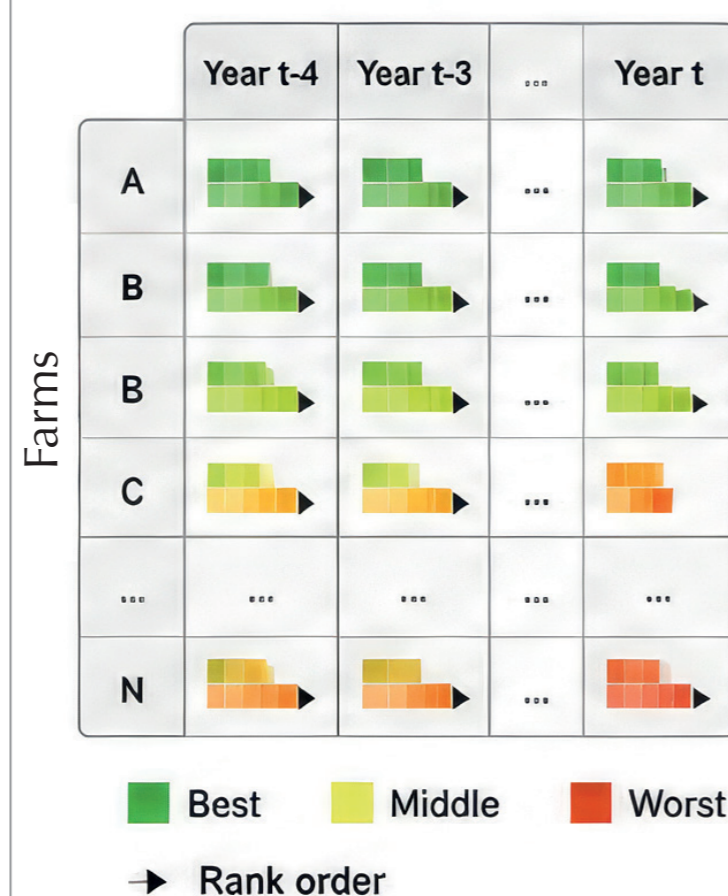 Year t-4 Year t-3 ... Year t
A ...
B ...
B ...
C ...
... ... ... ... ...
N ...
Farms
Best Middle Worst
Rank order